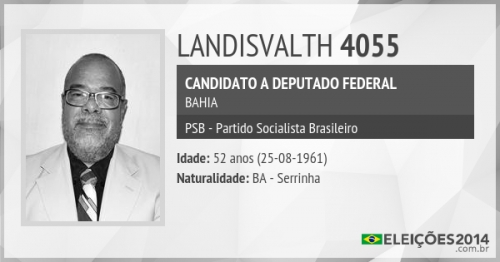 LANDISVALTH 4055
CANDIDATO A DEPUTADO FEDERAL
BAHIA
PSB - Partido Socialista Brasileiro
Idade: 52 anos (25-08-1961)
Naturalidade: BA - Serrinha
ELEIÇÕES2014
.com.br